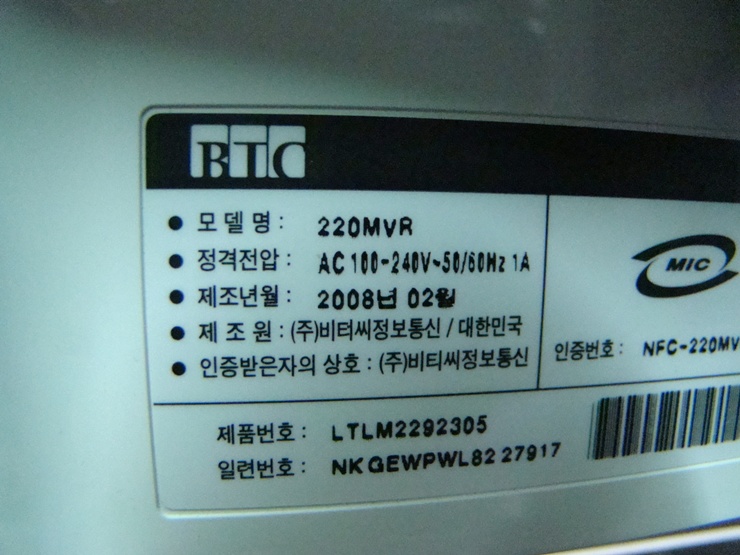 BTC
● 모델명 : 220MVR
● 정격전압 : AC 100-240V~50/60Hz 1A
● 제조년월 : 2008년 02월
● 제조원 : (주)비티씨정보통신 / 대한민국
● 인증받은자의 상호 : (주)비티씨정보통신
MIC
인증번호 : NFC-220MV
제품번호 : LTLM2292305
일련번호 : NKGEWPWL8227917